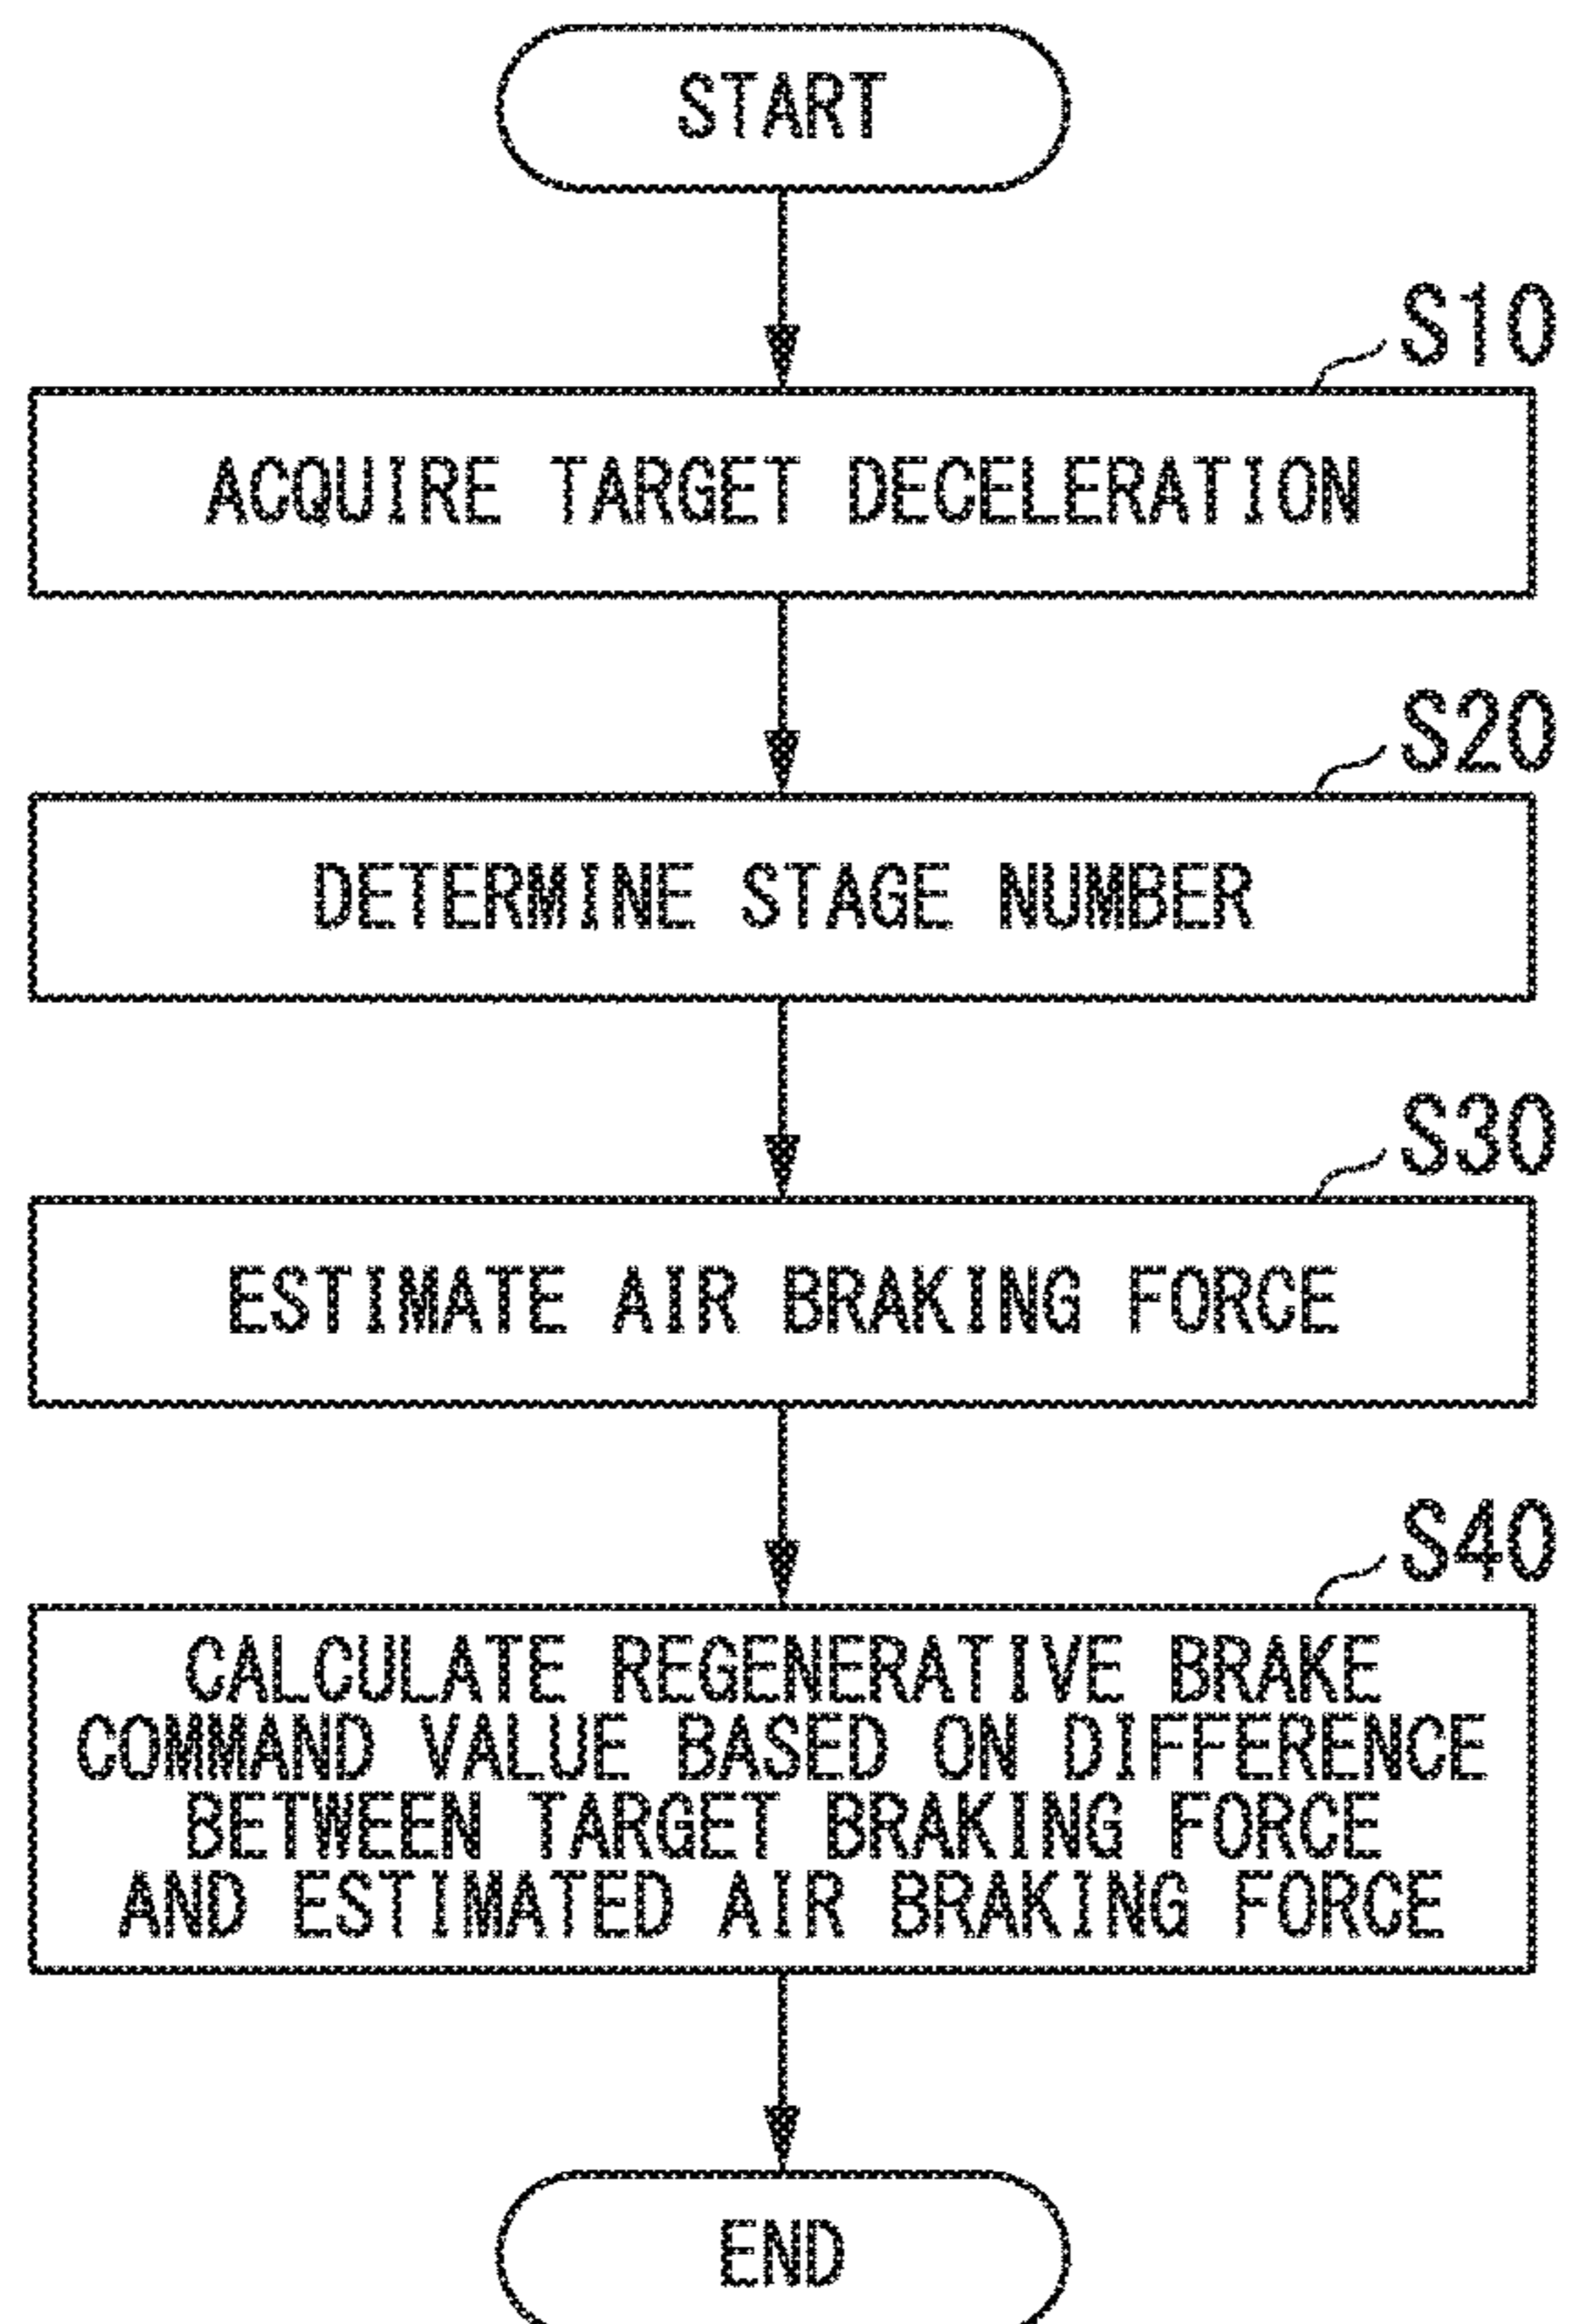 START
S10
ACQUIRE TARGET DECELERATION
S20
DETERMINE STAGE NUMBER
S30
ESTIMATE AIR BRAKING FORCE
S40
CALCULATE REGENERATIVE BRAKE
COMMAND VALUE BASED ON DIFFERENCE
BETWEEN TARGET BRAKING FORCE
AND ESTIMATED AIR BRAKING FORCE
END